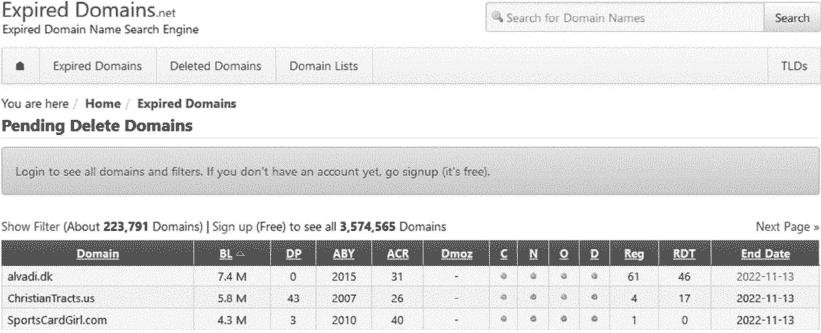 Expired Domains.net
Search for Domain Names Search
Expired Domain Name Search Engine
Expired Domains Deleted Domains Domain Lists TLDs
You are here / Home / Expired Domains
Pending Delete Domains
Login to see all domains and filters. If you don't have an account yet, go signup (it's free).
Show Filter (About 223,791 Domains) | Sign up (Free) to see all 3,574,565 Domains Next Page »
Domain BL DP ABY ACR Dmoz C N O D Reg RDT End Date
alvadi.dk 7.4 M 0 2015 31 - 61 46 2022-11-13
ChristianTracts.us 5.8 M 43 2007 26 - 4 17 2022-11-13
SportsCardGirl.com 4.3 M 3 2010 40 - 1 0 2022-11-13